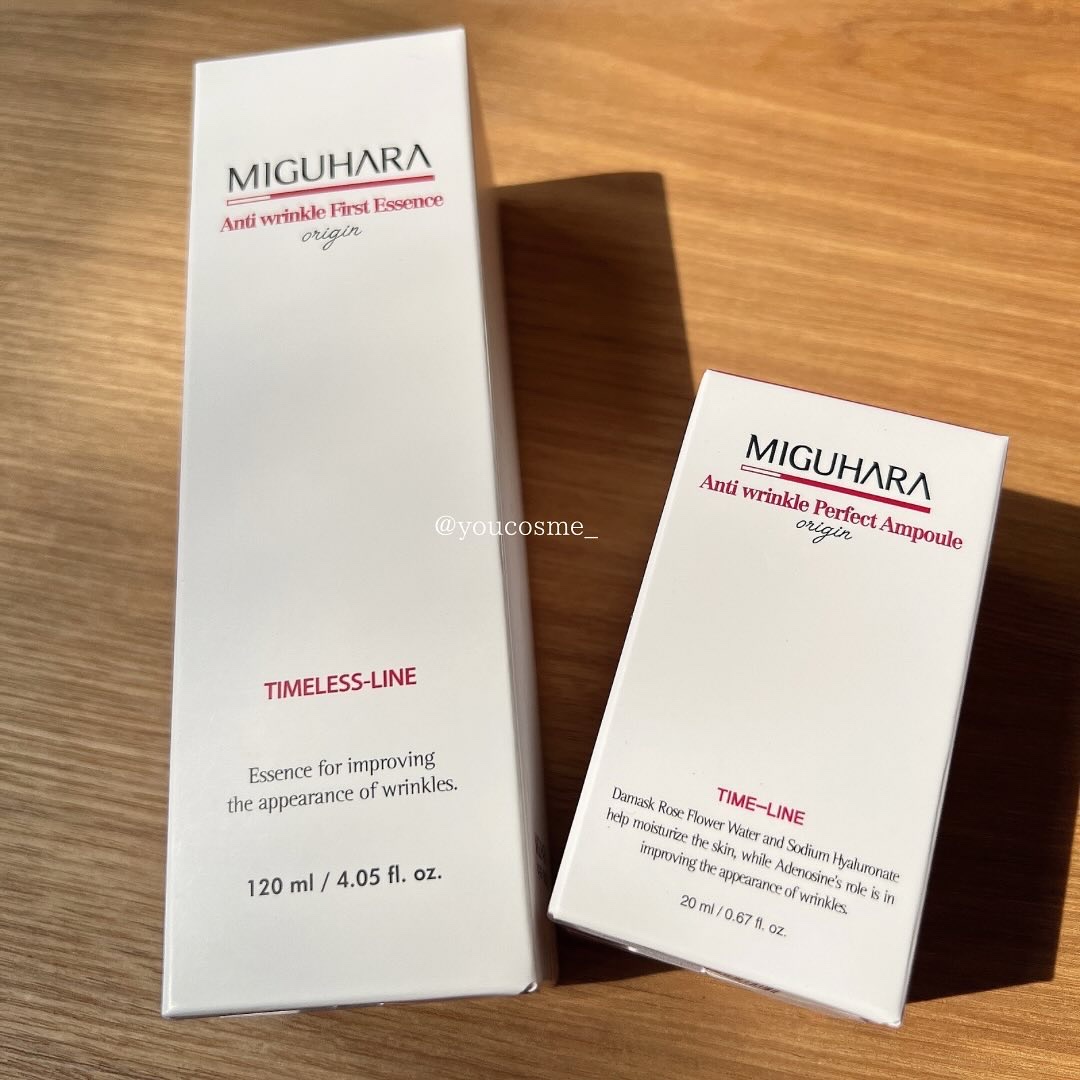 MIGUHARA
Anti wrinkle First Essence
origin
TIMELESS-LINE
Essence for improving
the appearance of wrinkles.
120 ml / 4.05 fl. oz.
@youcosme_
MIGUHARA
Anti wrinkle Perfect Ampoule
origin
TIME-LINE
Damask Rose Flower Water and Sodium Hyaluronate
help moisturize the skin, while Adenosine's role is in
improving the appearance of wrinkles.
20 ml / 0.67 fl. oz.